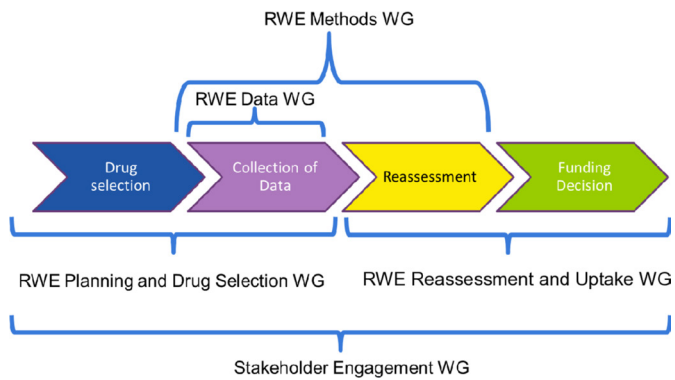 RWE Methods WG
RWE Data WG
Drug
selection
Collection of
Data
Reassessment
Funding
Decision
RWE Planning and Drug Selection WG
RWE Reassessment and Uptake WG
Stakeholder Engagement WG